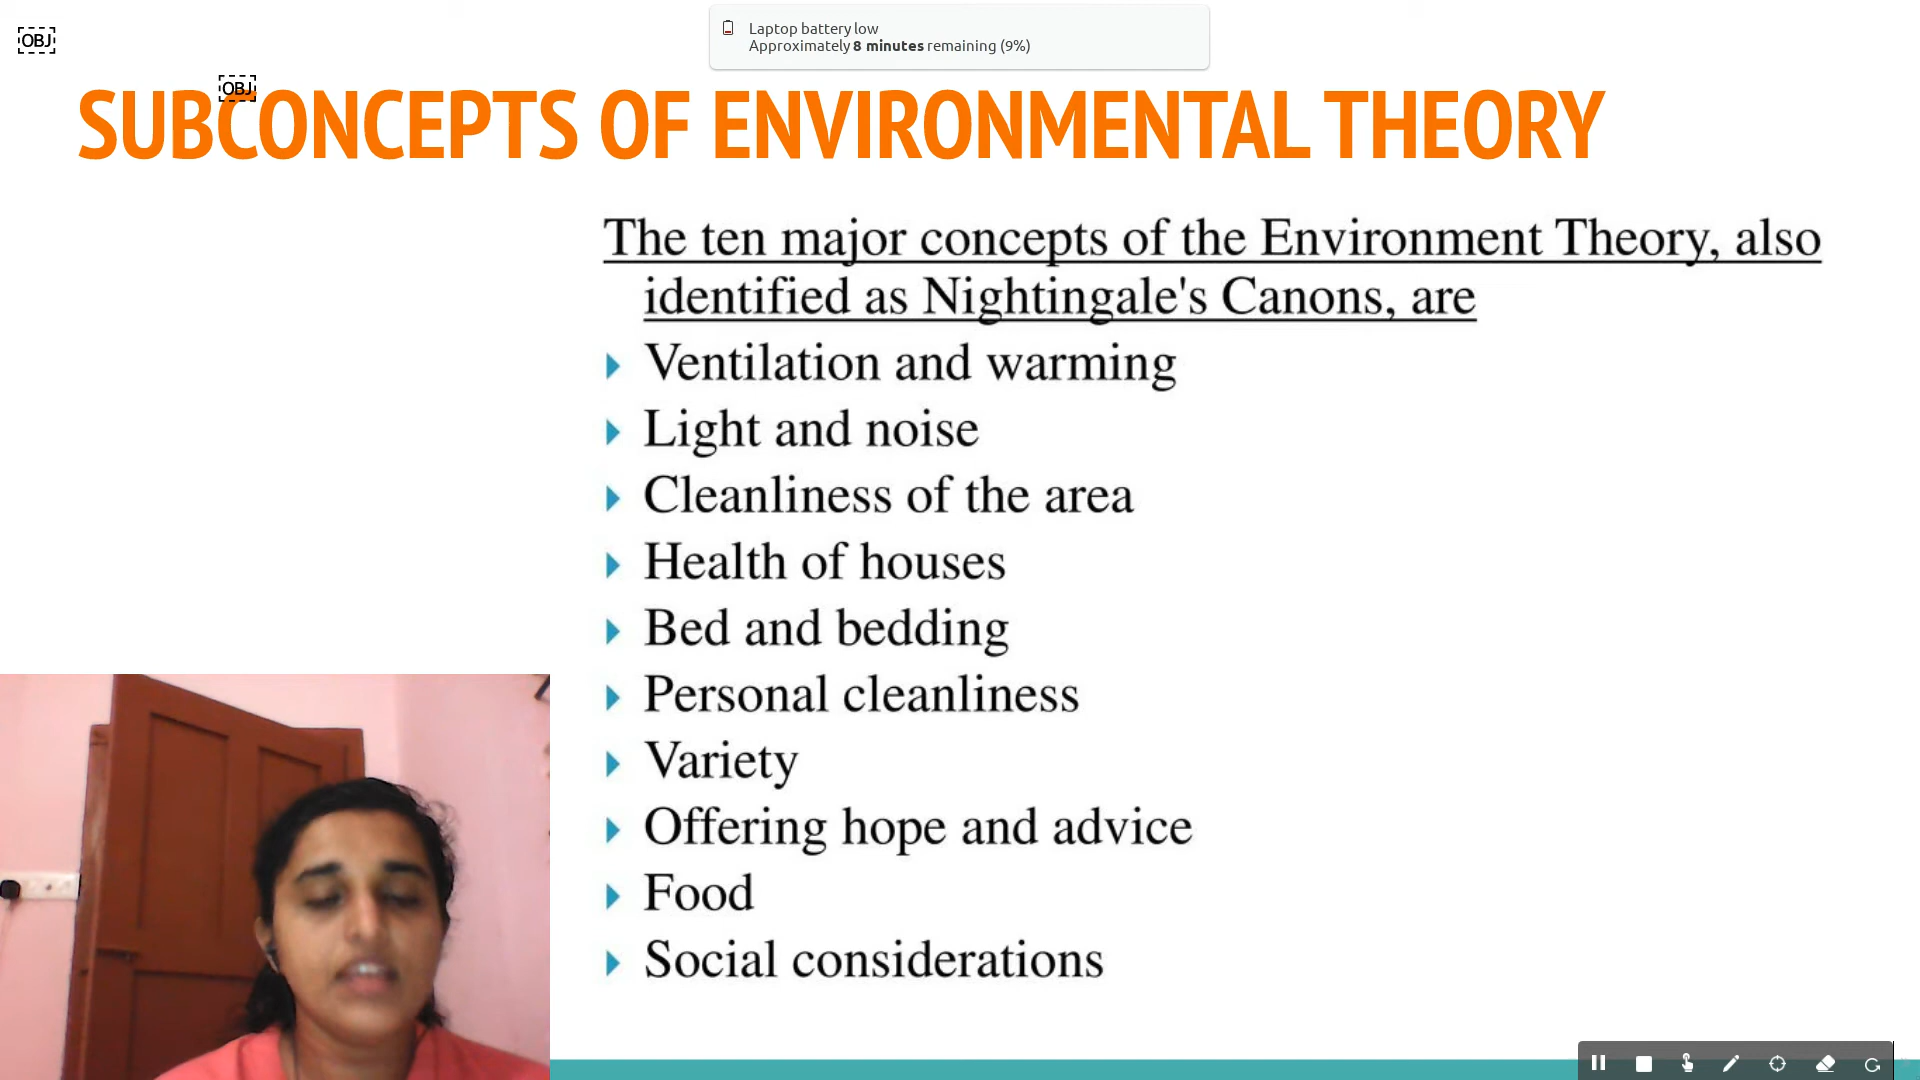 OBJ
Laptop battery low
Approximately 8 minutes remaining (9%)
OBJ
SUBCONCEPTS OF ENVIRONMENTAL THEORY
The ten major concepts of the Environment Theory, also
identified as Nightingale's Canons, are
Ventilation and warming
Light and noise
Cleanliness of the area
Health of houses
Bed and bedding
Personal cleanliness
Variety
Offering hope and advice
Food
Social considerations